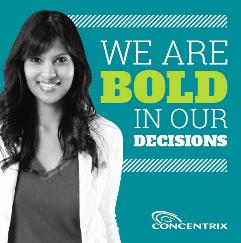 WE ARE
BOLD
IN OUR
DECISIONS
CONCENTRIX